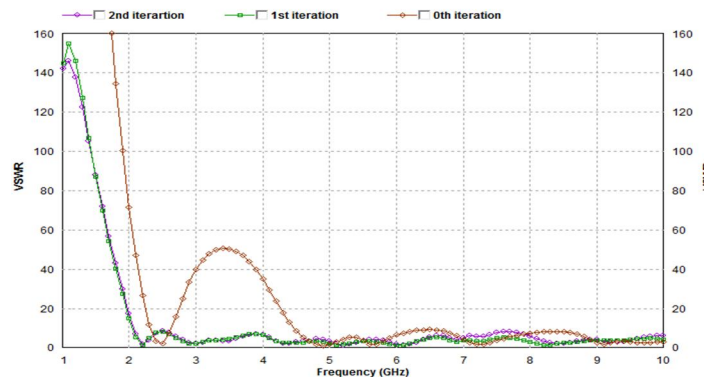 2nd iterartion 1st iteration 0th iteration
160 160
140 140
120 120
100 100
80 80
60 60
40 40
20 20
0 0
VSWR
1 2 3 4 5 6 7 8 9 10
Frequency (GHz)